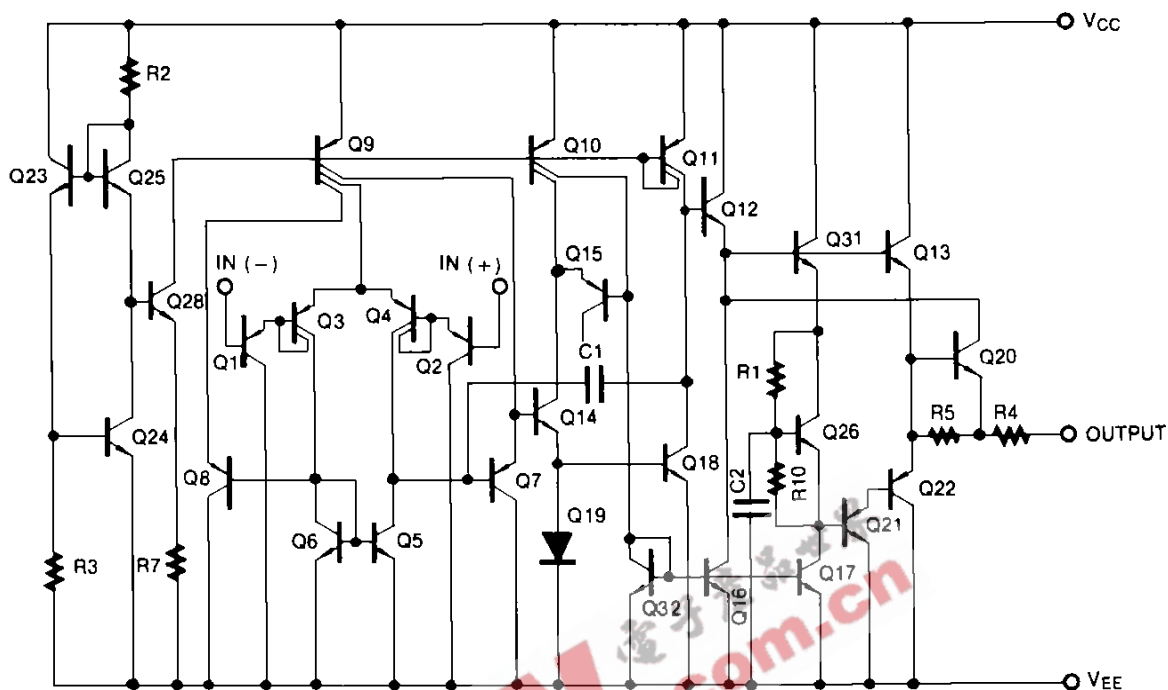 VCC
R2
Q9
Q10
Q11
Q23
Q25
Q12
Q15
Q31
Q13
IN (-)
IN (+)
Q28
Q3
Q4
Q1
Q2
C1
R1
Q20
Q14
R5
R4
OUTPUT
Q24
Q26
Q8
Q7
Q18
C2
R10
Q22
Q19
Q21
Q6
Q5
R3
R7
Q32
Q16
Q17
VEE
.com.cn